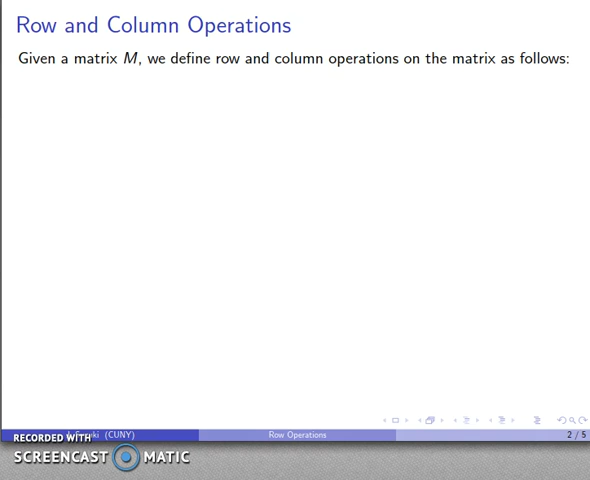 Row and Column Operations
Given a matrix M, we define row and column operations on the matrix as follows:
(CUNY)
Row Operations
2 / 5
RECORDED WITH
SCREENCAST MATIC